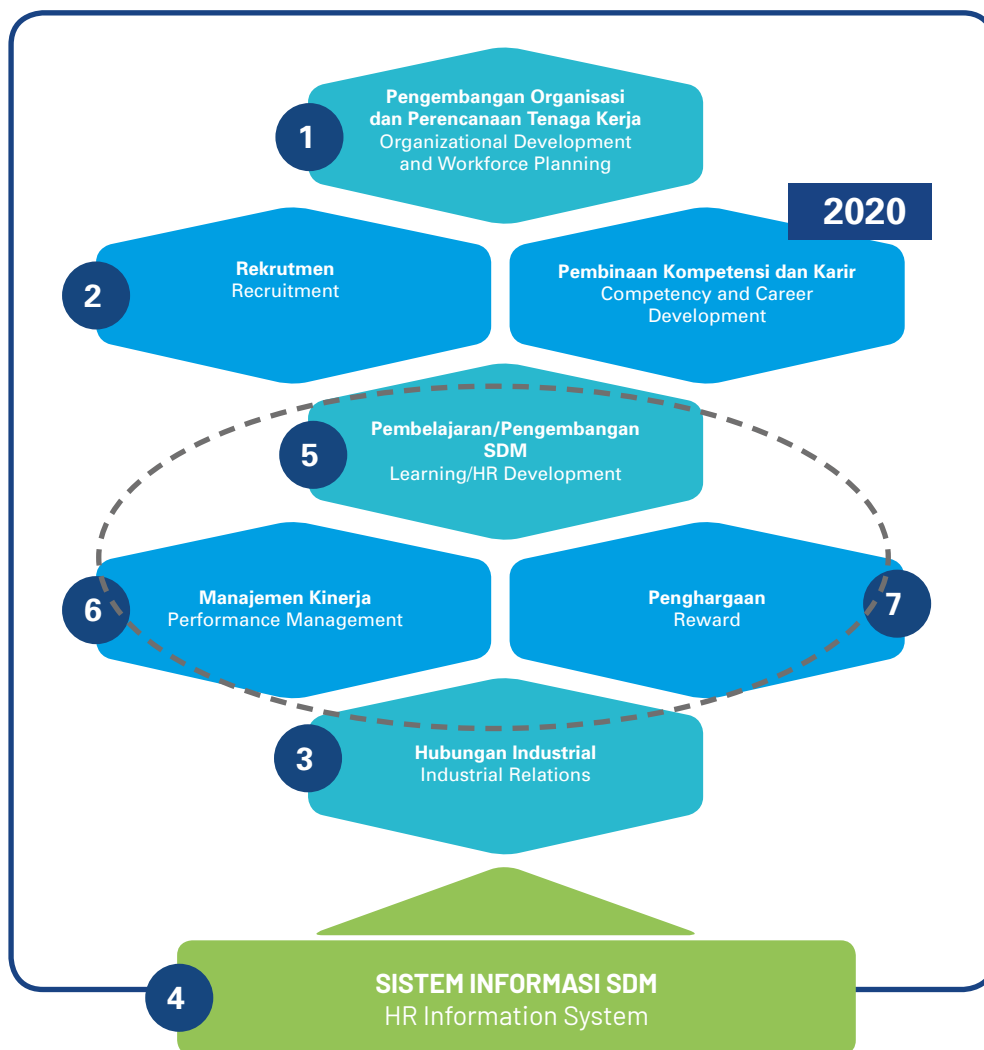 1
Pengembangan Organisasi
dan Perencanaan Tenaga Kerja
Organizational Development
and Workforce Planning
2020
2
Rekrutmen
Recruitment
Pembinaan Kompetensi dan Karir
Competency and Career
Development
5
Pembelajaran/Pengembangan
SDM
Learning/HR Development
6
Manajemen Kinerja
Performance Management
Penghargaan
Reward
7
3
Hubungan Industrial
Industrial Relations
4
SISTEM INFORMASI SDM
HR Information System